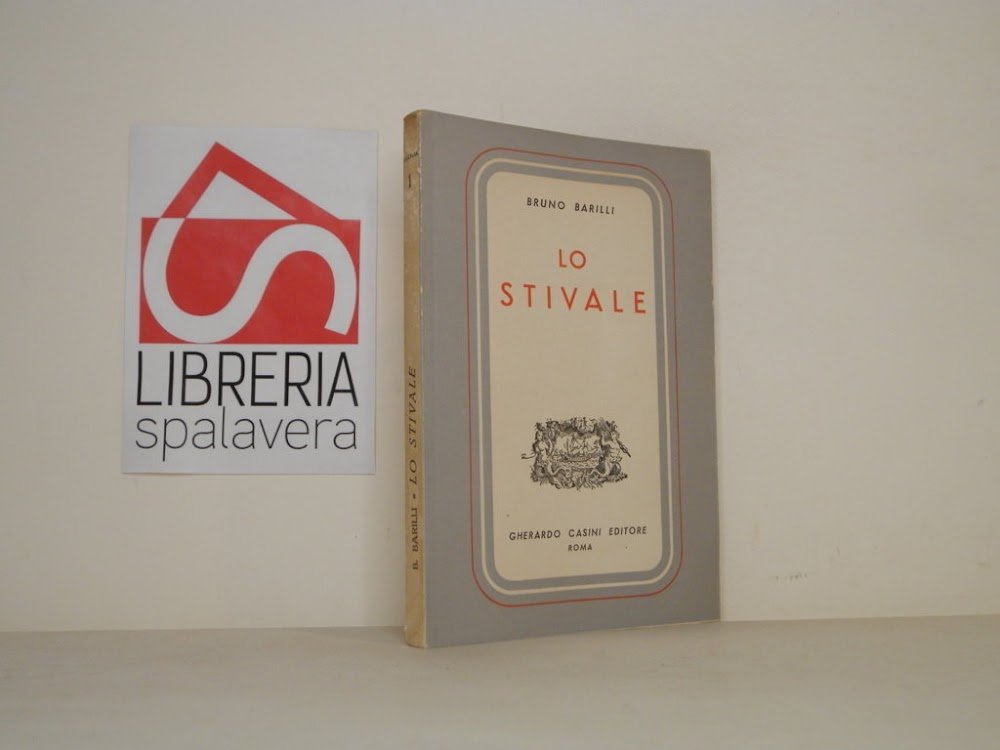 LIBRERIA
spalavera
1
B. BARILLI • LO STIVALE
BRUNO BARILLI
LO
STIVALE
GHERARDO CASINI EDITORE
ROMA